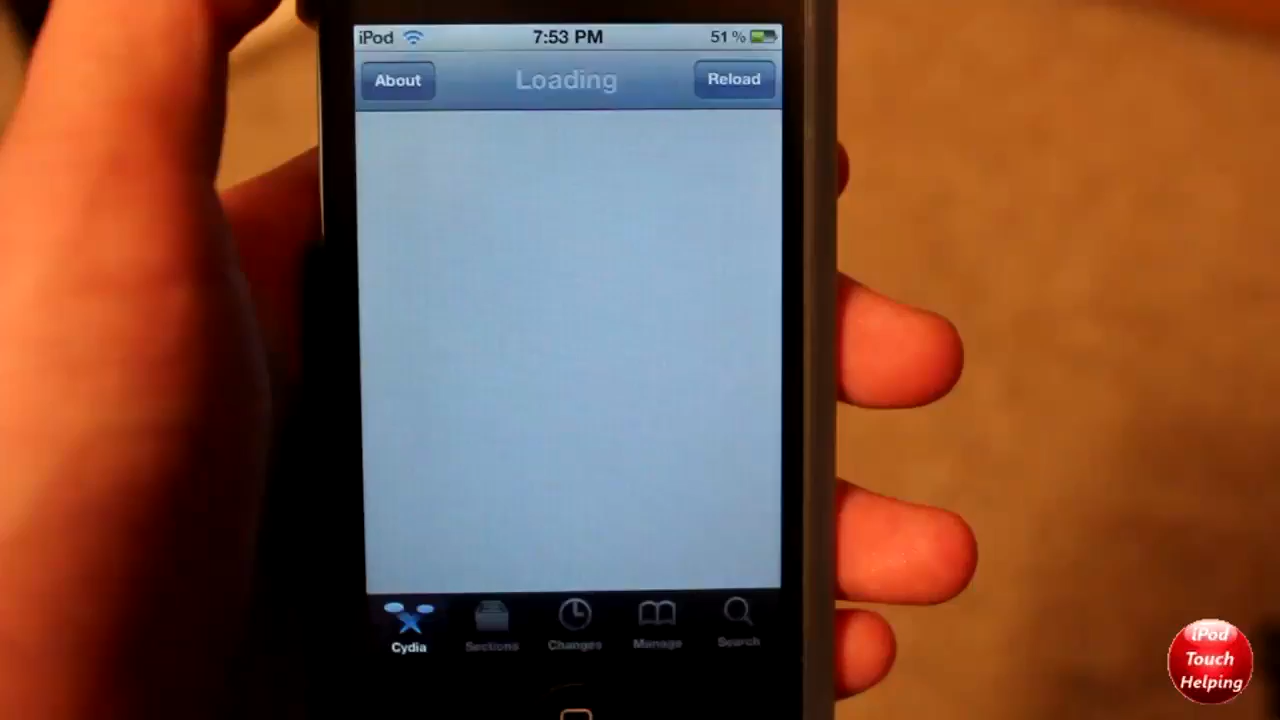 iPod 7:53 PM 51 %
About Loading Reload
Cydia Sections Changes Manage Search
iPod
Touch
Helping